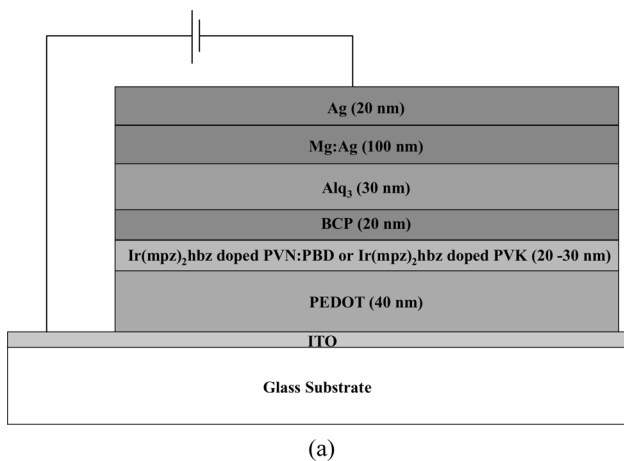 Ag (20 nm)
Mg:Ag (100 nm)
Alq₃ (30 nm)
BCP (20 nm)
Ir(mpz)₂hbz doped PVN:PBD or Ir(mpz)₂hbz doped PVK (20 -30 nm)
PEDOT (40 nm)
ITO
Glass Substrate
(a)